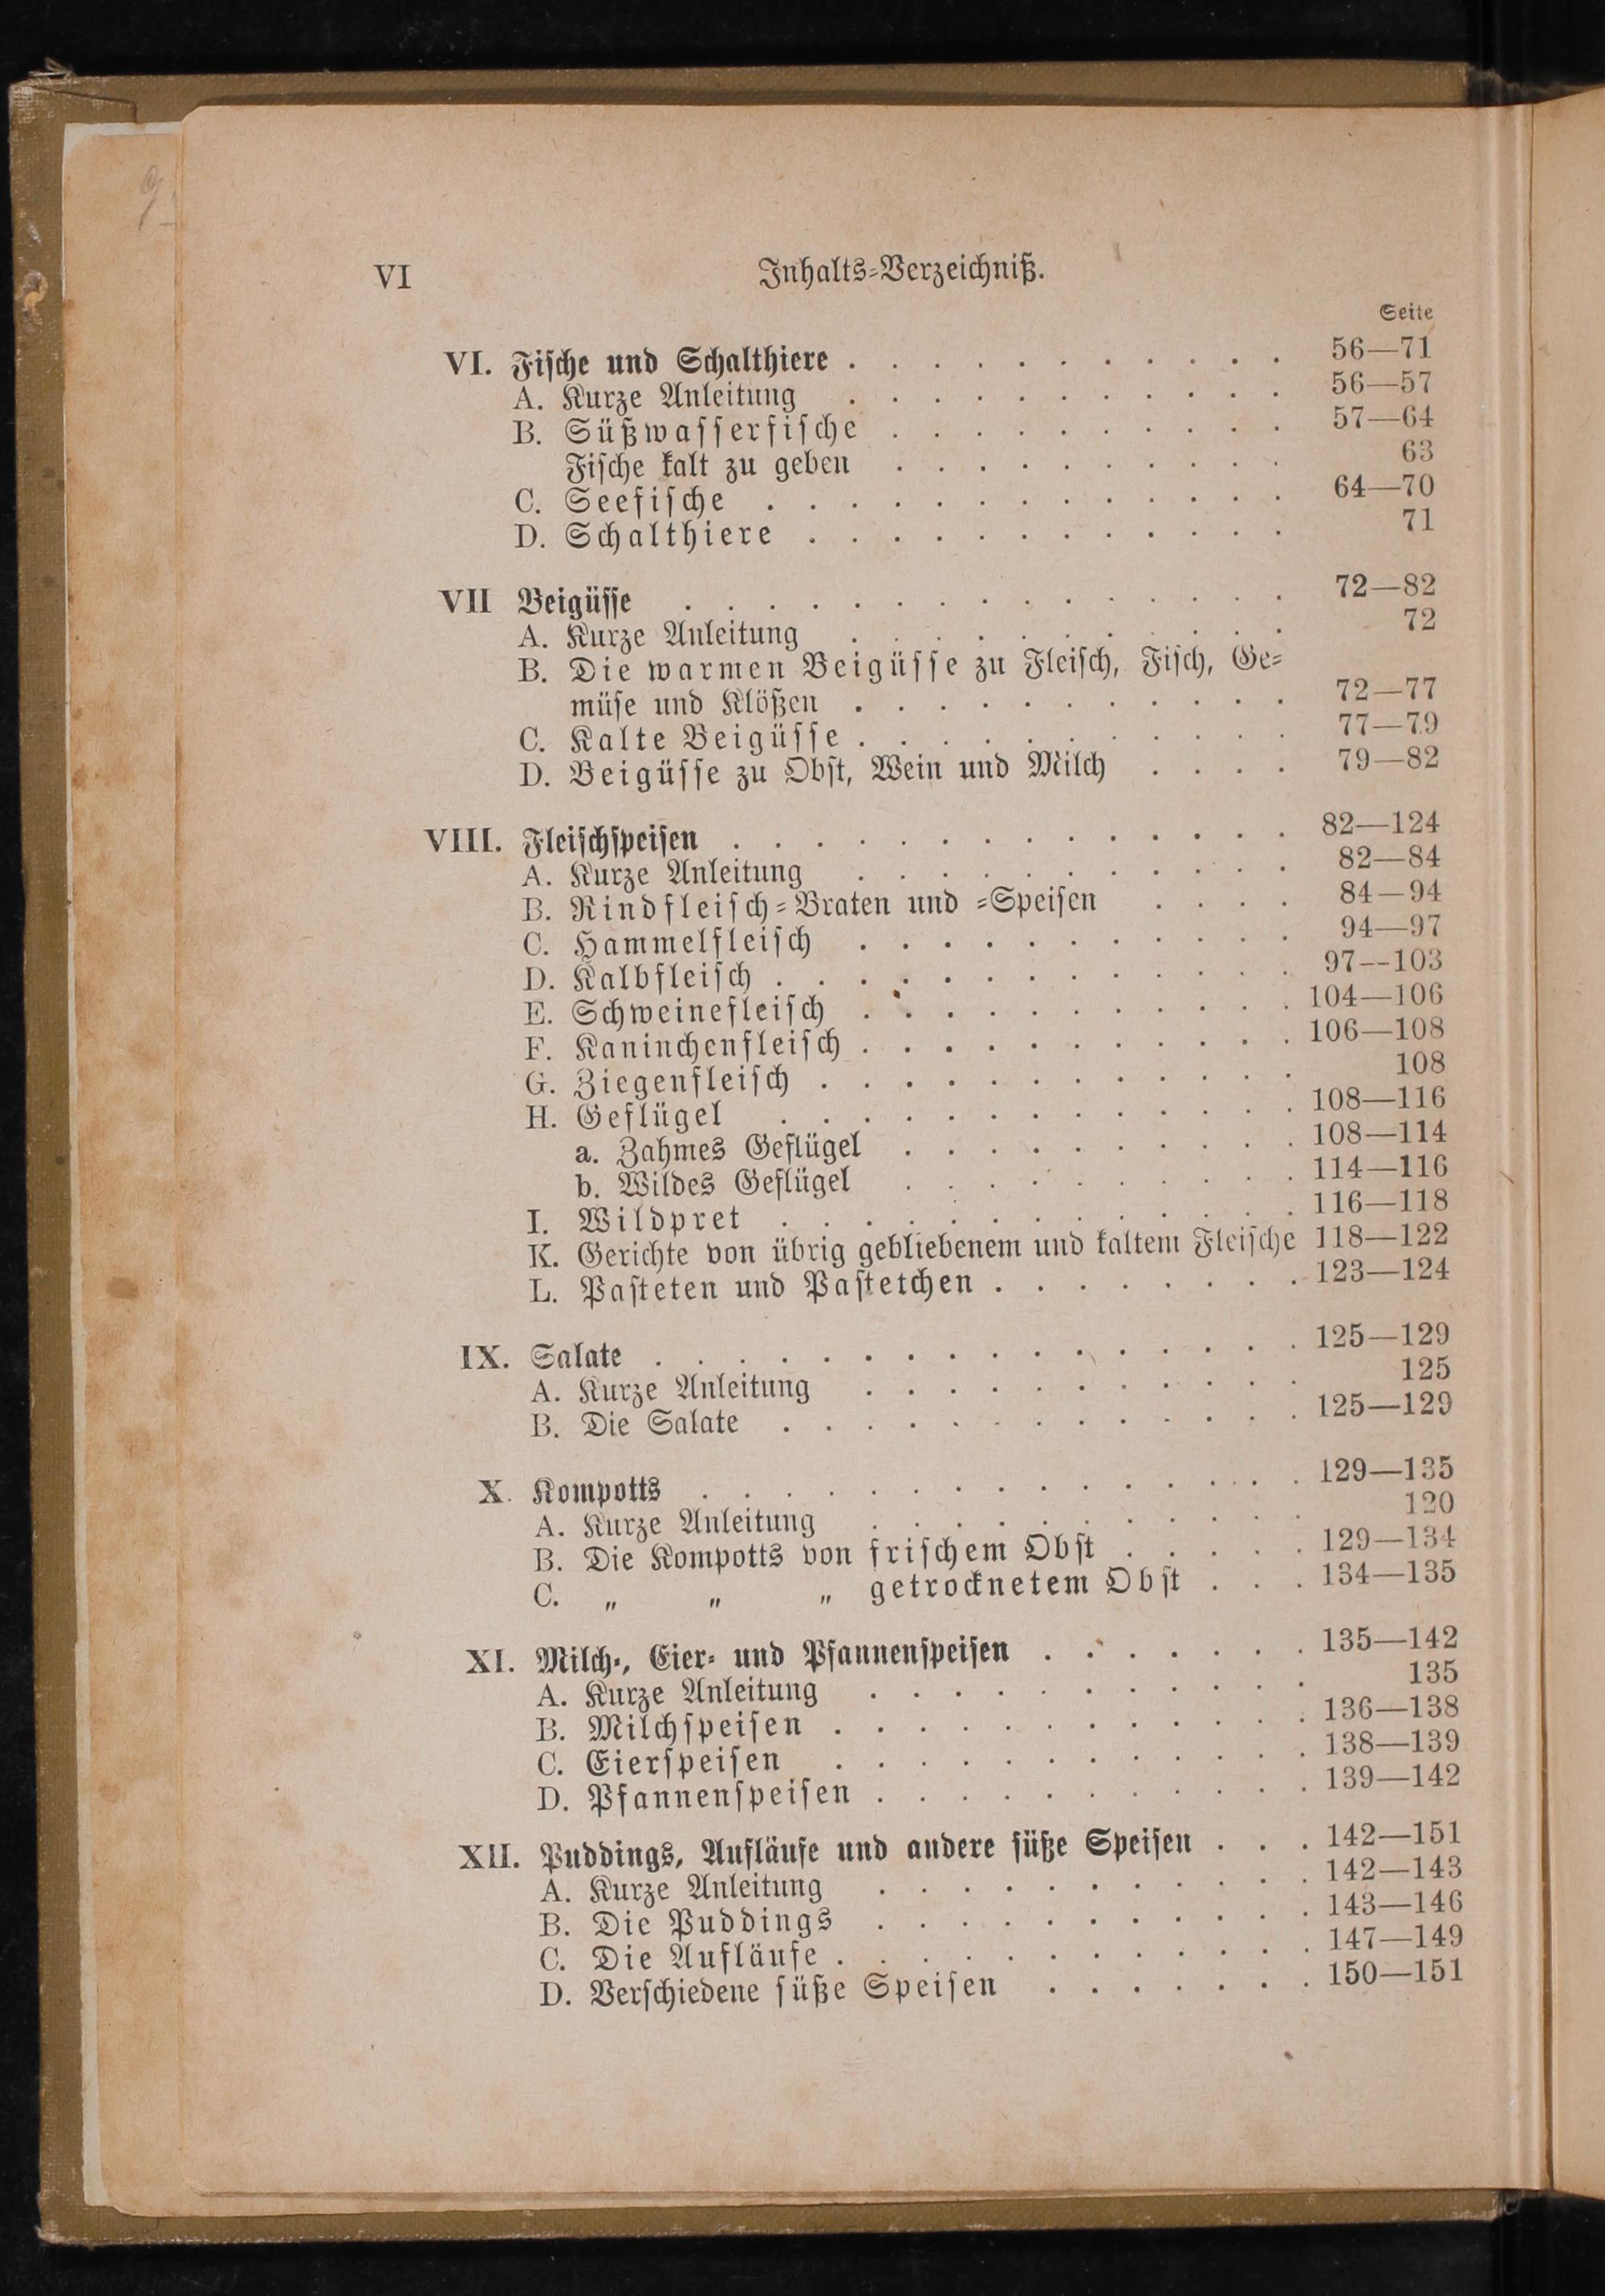 VI Inhalts-Verzeichniß.
Seite
VI. Fische und Schalthiere . . . . . . . . . . . 56—71
A. Kurze Anleitung . . . . . . . . . . . 56—57
B. Süßwasserfische . . . . . . . . . . 57—64
Fische kalt zu geben . . . . . . . . . . 63
C. Seefische . . . . . . . . . . . . . 64—70
D. Schalthiere . . . . . . . . . . . . 71
VII Beigüsse . . . . . . . . . . . . . . . 72—82
A. Kurze Anleitung . . . . . . . . . . . 72
B. Die warmen Beigüsse zu Fleisch, Fisch, Ge-
müse und Klößen . . . . . . . . . . . 72—77
C. Kalte Beigüsse . . . . . . . . . . . 77—79
D. Beigüsse zu Obst, Wein und Milch . . . . 79—82
VIII. Fleischspeisen . . . . . . . . . . . . . . 82—124
A. Kurze Anleitung . . . . . . . . . . . 82—84
B. Rindfleisch-Braten und -Speisen . . . . 84—94
C. Hammelfleisch . . . . . . . . . . . 94—97
D. Kalbfleisch . . . . . . . . . . . . . 97—103
E. Schweinefleisch . . . . . . . . . . . 104—106
F. Kaninchenfleisch . . . . . . . . . . . 106—108
G. Ziegenfleisch . . . . . . . . . . . . 108
H. Geflügel . . . . . . . . . . . . . 108—116
a. Zahmes Geflügel . . . . . . . . . . 108—114
b. Wildes Geflügel . . . . . . . . . . 114—116
I. Wildpret . . . . . . . . . . . . . 116—118
K. Gerichte von übrig gebliebenem und kaltem Fleische 118—122
L. Pasteten und Pastetchen . . . . . . . . 123—124
IX. Salate . . . . . . . . . . . . . . . . 125—129
A. Kurze Anleitung . . . . . . . . . . . 125
B. Die Salate . . . . . . . . . . . . . 125—129
X. Kompotts . . . . . . . . . . . . . . . 129—135
A. Kurze Anleitung . . . . . . . . . . . 120
B. Die Kompotts von frischem Obst . . . . . 129—134
C. „ „ „ getrocknetem Obst . . . 134—135
XI. Milch-, Eier- und Pfannenspeisen . . . . . . . 135—142
A. Kurze Anleitung . . . . . . . . . . . 135
B. Milchspeisen . . . . . . . . . . . . 136—138
C. Eierspeisen . . . . . . . . . . . . 138—139
D. Pfannenspeisen . . . . . . . . . . . 139—142
XII. Puddings, Aufläufe und andere süße Speisen . . . 142—151
A. Kurze Anleitung . . . . . . . . . . . 142—143
B. Die Puddings . . . . . . . . . . . 143—146
C. Die Aufläufe . . . . . . . . . . . . 147—149
D. Verschiedene süße Speisen . . . . . . . 150—151